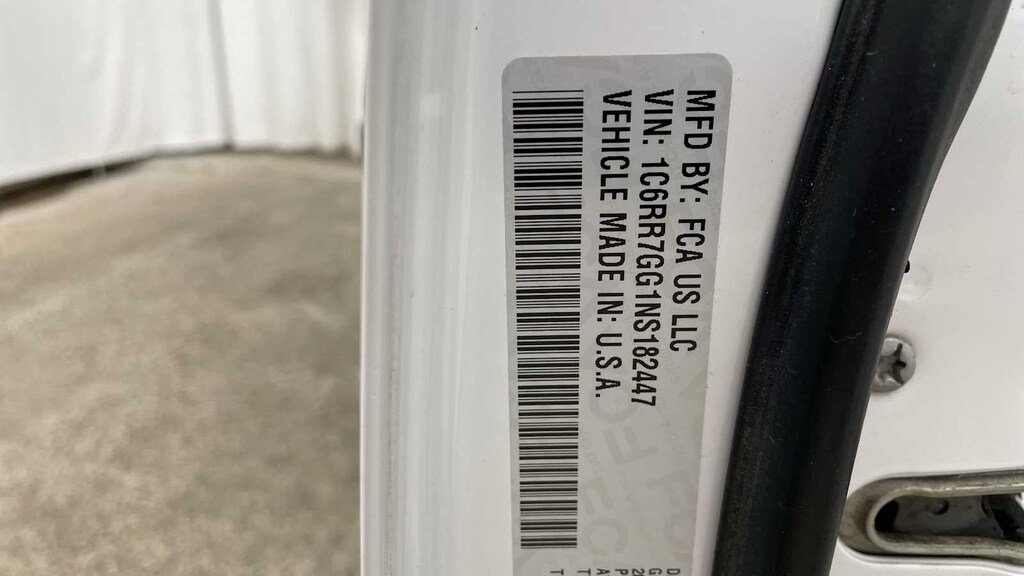 MFD BY: FCA US LLC
VIN: 1C6RR7GG1NS182447
VEHICLE MADE IN: U.S.A.